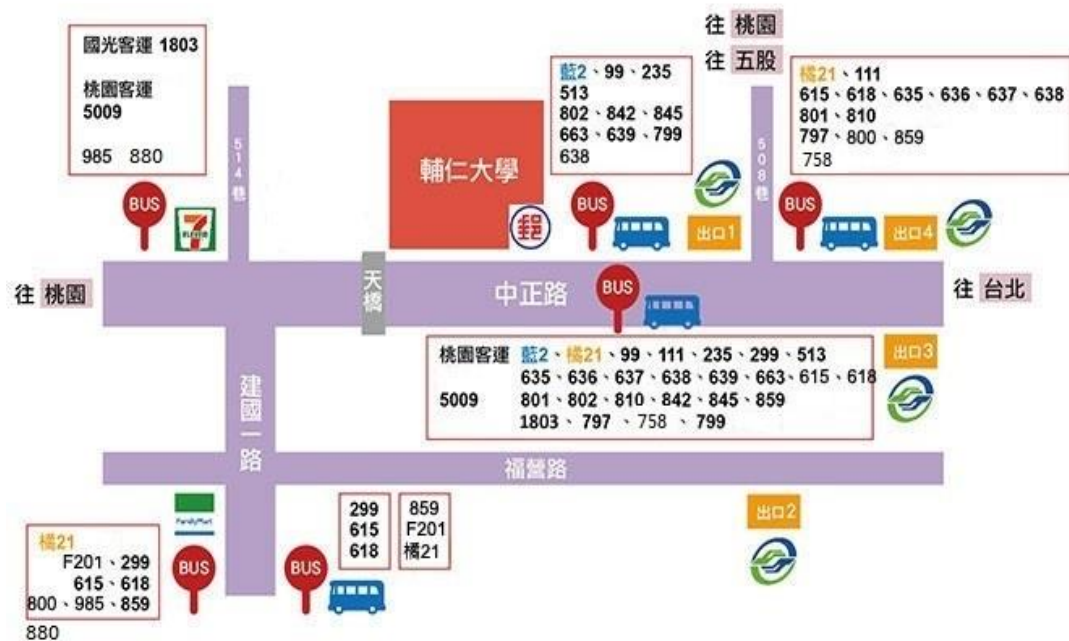 國光客運 1803
桃園客運
5009
985 880
BUS
7 ELEVEN
514巷
輔仁大學
郵
藍2、99、235
513
802、842、845
663、639、799
638
BUS
出口1
往 桃園
往 五股
508巷
橘21、111
615、618、635、636、637、638
801、810
797、800、859
758
BUS
出口4
往 桃園
天橋
中正路
BUS
往 台北
桃園客運 藍2、橘21、99、111、235、299、513
635、636、637、638、639、663、615、618
5009 801、802、810、842、845、859
1803、797、758、799
出口3
建國一路
福營路
FamilyMart
橘21
F201、299
615、618
800、985、859
880
BUS
BUS
299
615
618
859
F201
橘21
出口2